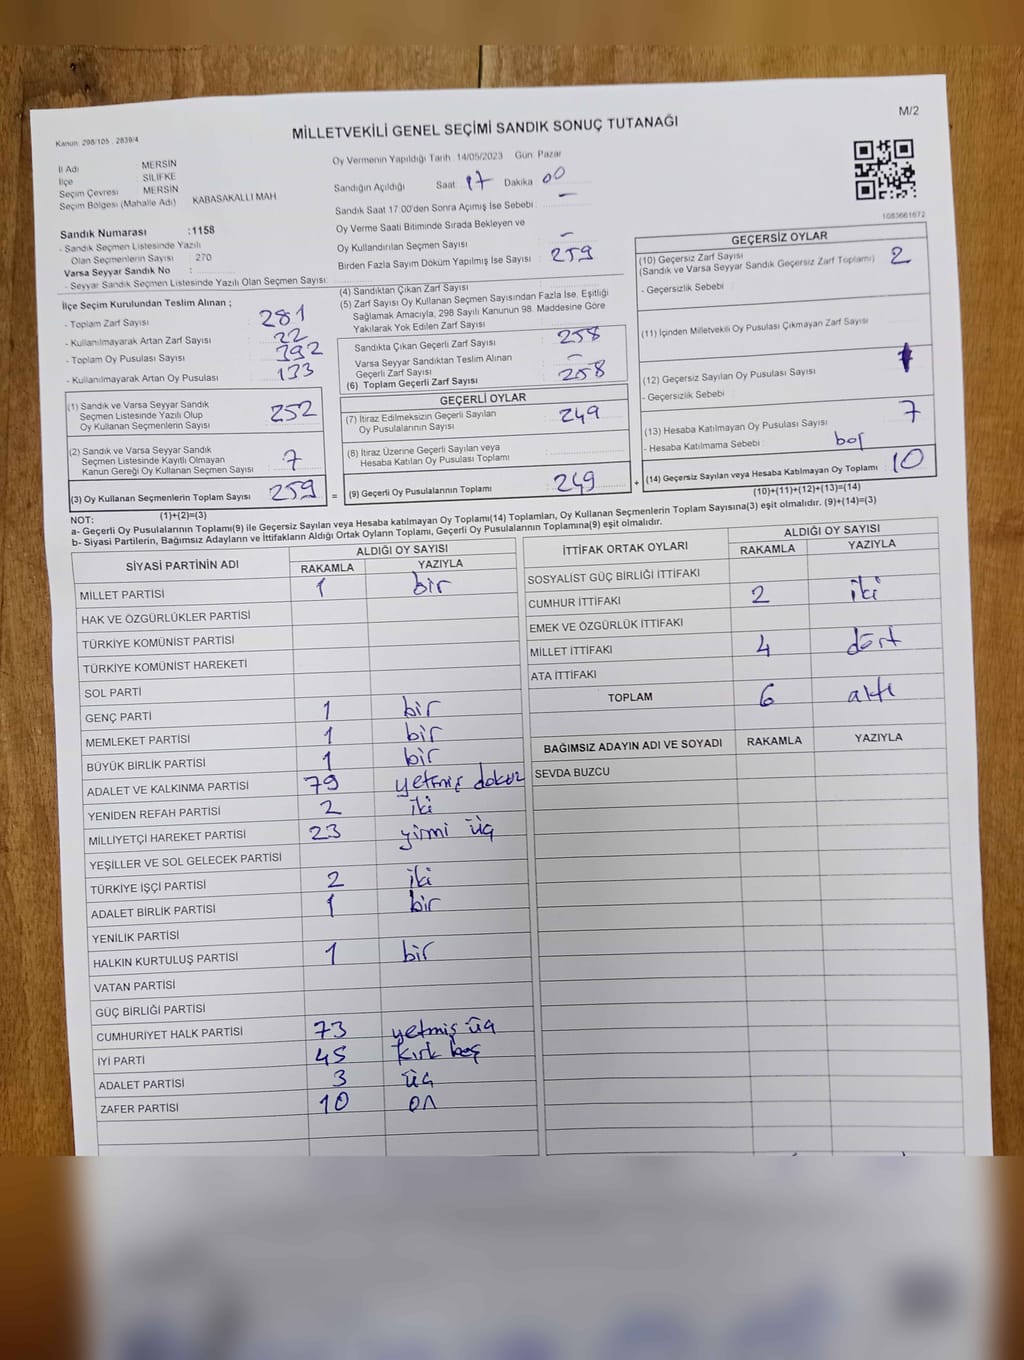 M/2
MİLLETVEKİLİ GENEL SEÇİMİ SANDIK SONUÇ TUTANAĞI
Kanun: 298/105 . 2839/4
İl Adı : MERSİN
İlçe : SİLİFKE
Seçim Çevresi : MERSİN
Seçim Bölgesi (Mahalle Adı) KABASAKALLI MAH
Sandık Numarası :1158
- Sandık Seçmen Listesinde Yazılı
Olan Seçmenlerin Sayısı : 270
Varsa Seyyar Sandık No :
- Seyyar Sandık Seçmen Listesinde Yazılı Olan Seçmen Sayısı:
Oy Vermenin Yapıldığı Tarih 14/05/2023 Gün Pazar
Sandığın Açıldığı Saat 17 Dakika 00
Sandık Saat 17.00'den Sonra Açımış İse Sebebi : –
Oy Verme Saati Bitiminde Sırada Bekleyen ve
Oy Kullandırılan Seçmen Sayısı : –
Birden Fazla Sayım Döküm Yapılmış İse Sayısı : 259
1083661672
İlçe Seçim Kurulundan Teslim Alınan ;
- Toplam Zarf Sayısı : 281
- Kullanılmayarak Artan Zarf Sayısı : 22
- Toplam Oy Pusulası Sayısı : 392
- Kullanılmayarak Artan Oy Pusulası : 133
(1) Sandık ve Varsa Seyyar Sandık
Seçmen Listesinde Yazılı Olup
Oy Kullanan Seçmenlerin Sayısı : 252
(2) Sandık ve Varsa Seyyar Sandık
Seçmen Listesinde Kayıtlı Olmayan
Kanun Gereği Oy Kullanan Seçmen Sayısı : 7
(3) Oy Kullanan Seçmenlerin Toplam Sayısı : 259
(1)+(2)=(3)
(4) Sandıktan Çıkan Zarf Sayısı
(5) Zarf Sayısı Oy Kullanan Seçmen Sayısından Fazla İse, Eşitliği
Sağlamak Amacıyla, 298 Sayılı Kanunun 98. Maddesine Göre
Yakılarak Yok Edilen Zarf Sayısı :
Sandıkta Çıkan Geçerli Zarf Sayısı : 258
Varsa Seyyar Sandıktan Teslim Alınan
Geçerli Zarf Sayısı : –
(6) Toplam Geçerli Zarf Sayısı : 258
GEÇERLİ OYLAR
(7) İtiraz Edilmeksizin Geçerli Sayılan
Oy Pusulalarının Sayısı : 249
(8) İtiraz Üzerine Geçerli Sayılan veya
Hesaba Katılan Oy Pusulası Toplamı :
= (9) Geçerli Oy Pusulalarının Toplamı : 249 +
GEÇERSİZ OYLAR
(10) Geçersiz Zarf Sayısı
(Sandık ve Varsa Seyyar Sandık Geçersiz Zarf Toplamı) : 2
- Geçersizlik Sebebi :
(11) İçinden Milletvekili Oy Pusulası Çıkmayan Zarf Sayısı :
(12) Geçersiz Sayılan Oy Pusulası Sayısı : 1
- Geçersizlik Sebebi :
(13) Hesaba Katılmayan Oy Pusulası Sayısı : 7
- Hesaba Katılmama Sebebi : boş
(14) Geçersiz Sayılan veya Hesaba Katılmayan Oy Toplamı : 10
(10)+(11)+(12)+(13)=(14)
NOT:
a- Geçerli Oy Pusulalarının Toplamı(9) ile Geçersiz Sayılan veya Hesaba katılmayan Oy Toplamı(14) Toplamları, Oy Kullanan Seçmenlerin Toplam Sayısına(3) eşit olmalıdır. (9)+(14)=(3)
b- Siyasi Partilerin, Bağımsız Adayların ve İttifakların Aldığı Ortak Oyların Toplamı, Geçerli Oy Pusulalarının Toplamına(9) eşit olmalıdır.
SİYASİ PARTİNİN ADI ALDIĞI OY SAYISI
RAKAMLA YAZIYLA
MİLLET PARTİSİ 1 bir
HAK VE ÖZGÜRLÜKLER PARTİSİ
TÜRKİYE KOMÜNİST PARTİSİ
TÜRKİYE KOMÜNİST HAREKETİ
SOL PARTİ
GENÇ PARTİ 1 bir
MEMLEKET PARTİSİ 1 bir
BÜYÜK BİRLİK PARTİSİ 1 bir
ADALET VE KALKINMA PARTİSİ 79 yetmiş dokuz
YENİDEN REFAH PARTİSİ 2 iki
MİLLİYETÇİ HAREKET PARTİSİ 23 yirmi üç
YEŞİLLER VE SOL GELECEK PARTİSİ
TÜRKİYE İŞÇİ PARTİSİ 2 iki
ADALET BİRLİK PARTİSİ 1 bir
YENİLİK PARTİSİ
HALKIN KURTULUŞ PARTİSİ 1 bir
VATAN PARTİSİ
GÜÇ BİRLİĞİ PARTİSİ
CUMHURİYET HALK PARTİSİ 73 yetmiş üç
İYİ PARTİ 45 kırk beş
ADALET PARTİSİ 3 üç
ZAFER PARTİSİ 10 on
İTTİFAK ORTAK OYLARI ALDIĞI OY SAYISI
RAKAMLA YAZIYLA
SOSYALİST GÜÇ BİRLİĞİ İTTİFAKI
CUMHUR İTTİFAKI 2 iki
EMEK VE ÖZGÜRLÜK İTTİFAKI
MİLLET İTTİFAKI 4 dört
ATA İTTİFAKI
TOPLAM 6 altı
BAĞIMSIZ ADAYIN ADI VE SOYADI RAKAMLA YAZIYLA
SEVDA BUZCU